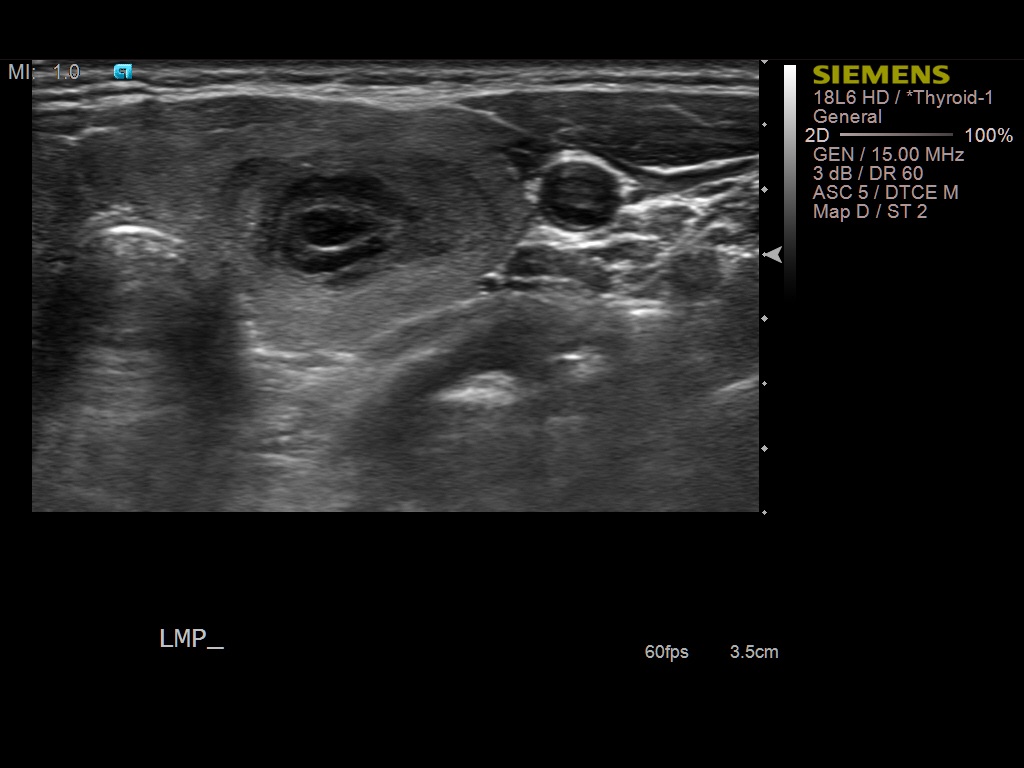 MI: 1.0
SIEMENS
18L6 HD / *Thyroid-1
General
2D 100%
GEN / 15.00 MHz
3 dB / DR 60
ASC 5 / DTCE M
Map D / ST 2
LMP_
60fps 3.5cm